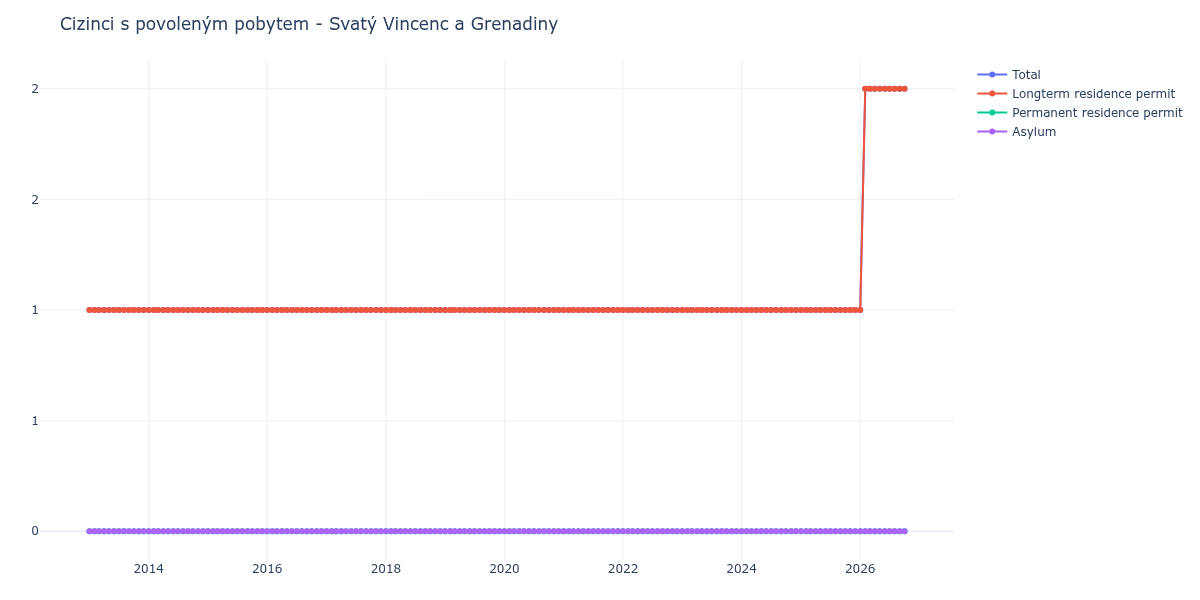 Cizinci s povoleným pobytem - Svatý Vincenc a Grenadiny
Total
Longterm residence permit
Permanent residence permit
Asylum
2
2
1
1
0
2014 2016 2018 2020 2022 2024 2026